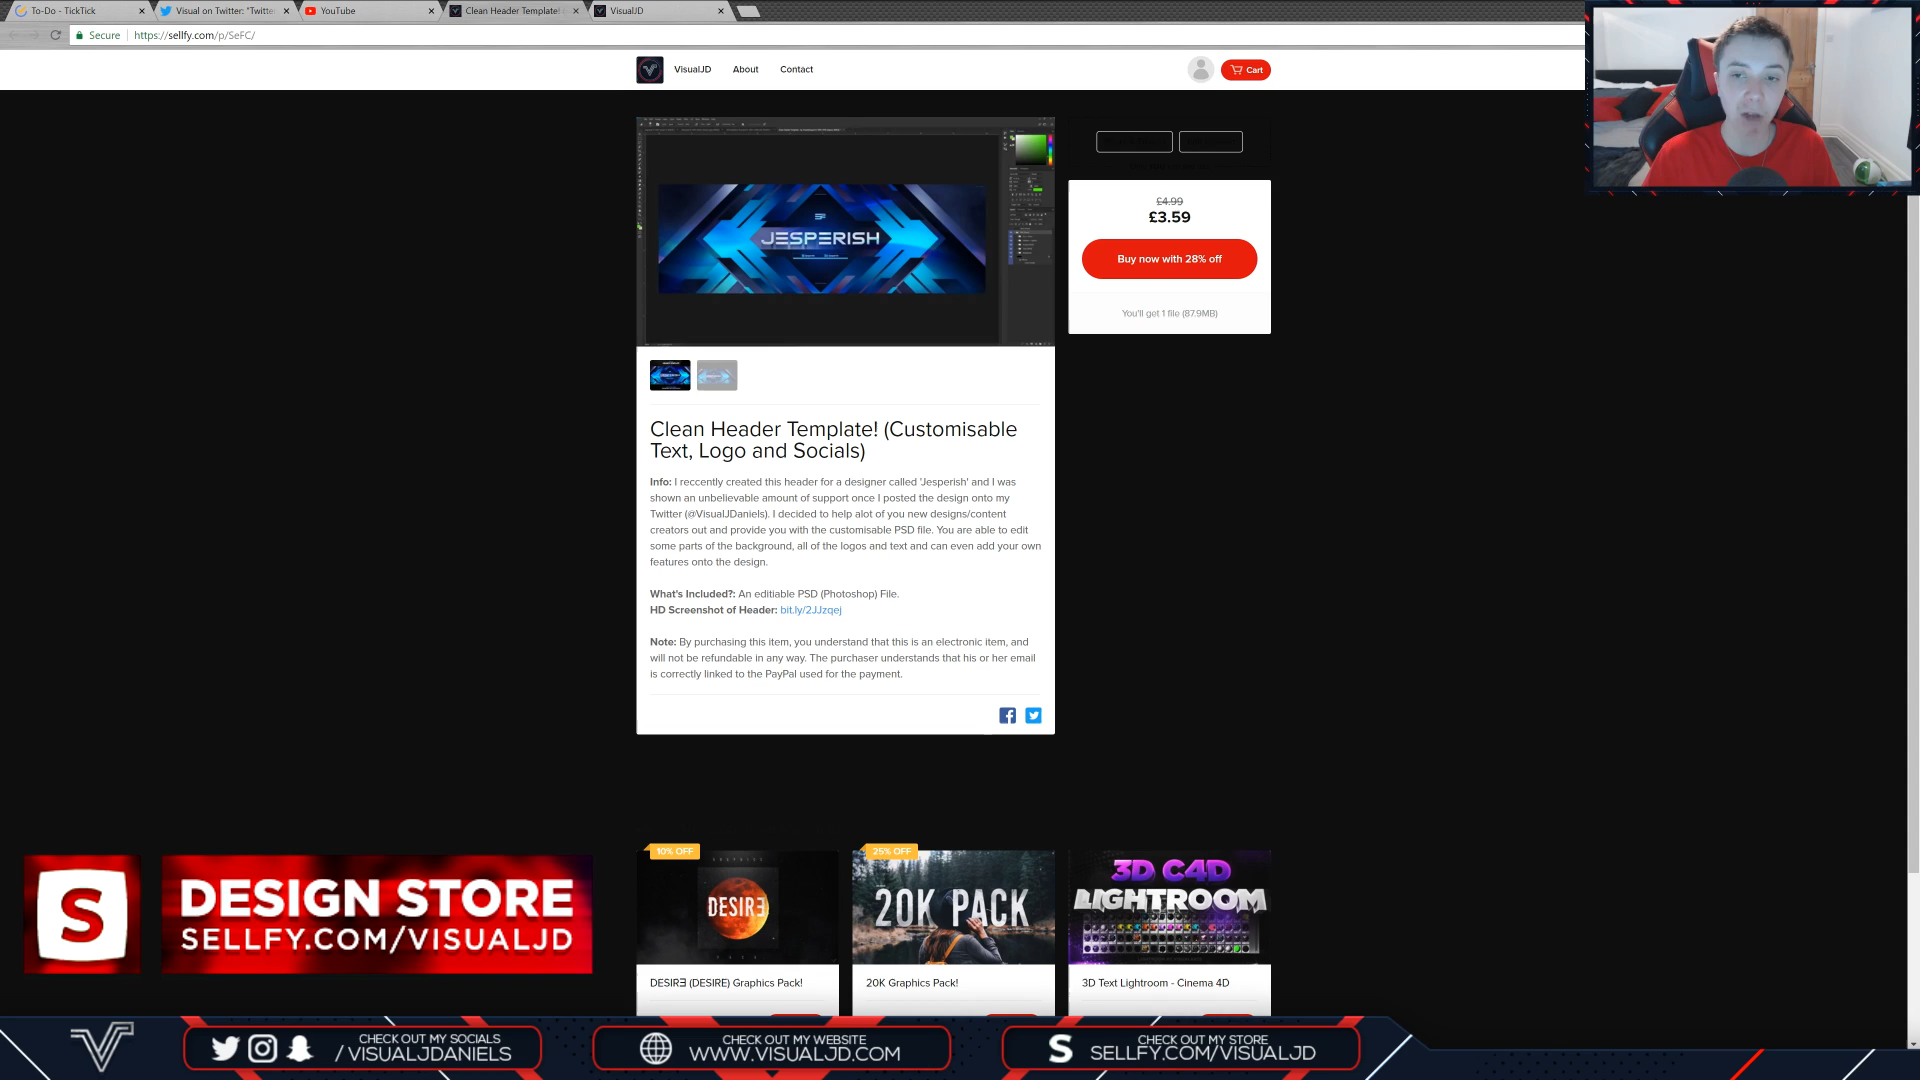 To-Do - TickTick
Visual on Twitter: "Twitte
YouTube
Clean Header Template! (
VisualJD
Secure
https://sellfy.com/p/SeFC/
VisualJD
About
Contact
Cart
JESPERISH
£4.99
£3.59
Buy now with 28% off
You'll get 1 file (87.9MB)
Clean Header Template! (Customisable
Text, Logo and Socials)
Info: I reccently created this header for a designer called 'Jesperish' and I was
shown an unbelievable amount of support once I posted the design onto my
Twitter (@VisualJDaniels). I decided to help alot of you new designs/content
creators out and provide you with the customisable PSD file. You are able to edit
some parts of the background, all of the logos and text and can even add your own
features onto the design.
What's Included?: An editiable PSD (Photoshop) File.
HD Screenshot of Header: bit.ly/2JJzqej
Note: By purchasing this item, you understand that this is an electronic item, and
will not be refundable in any way. The purchaser understands that his or her email
is correctly linked to the PayPal used for the payment.
10% OFF
25% OFF
DESIRƎ
20K PACK
3D C4D
LIGHTROOM
S
DESIGN STORE
SELLFY.COM/VISUALJD
DESIRƎ (DESIRE) Graphics Pack!
20K Graphics Pack!
3D Text Lightroom - Cinema 4D
CHECK OUT MY SOCIALS
/ VISUALJDANIELS
CHECK OUT MY WEBSITE
WWW.VISUALJD.COM
S
CHECK OUT MY STORE
SELLFY.COM/VISUALJD